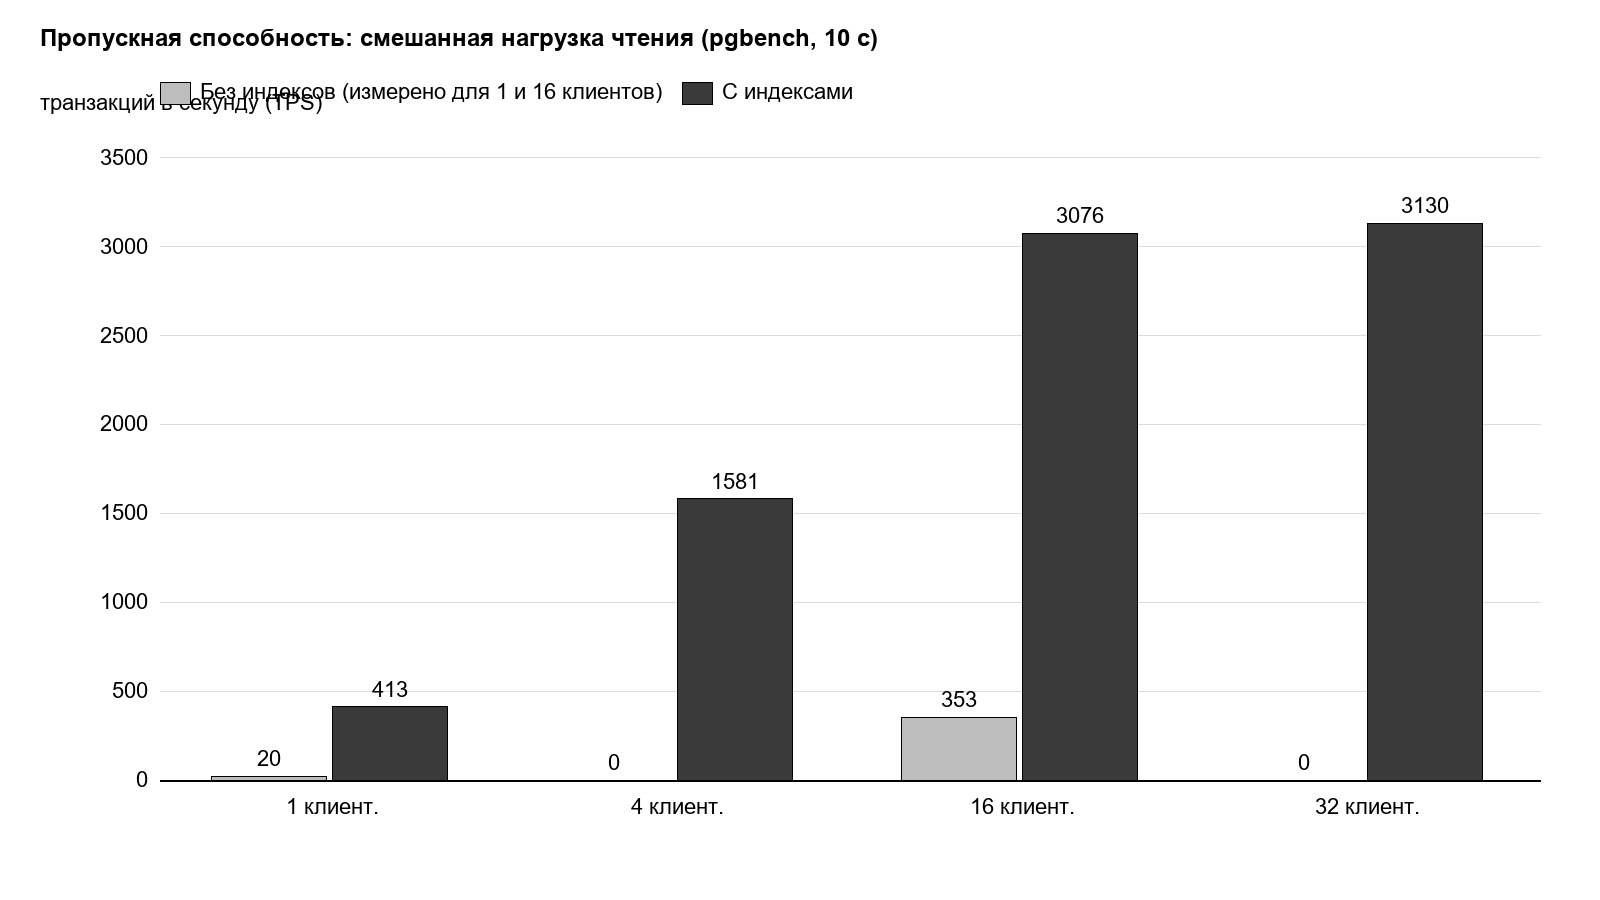 Пропускная способность: смешанная нагрузка чтения (pgbench, 10 с)
Без индексов (измерено для 1 и 16 клиентов) С индексами
транзакций в секунду (TPS)
3500
3000
2500
2000
1500
1000
500
0
20
413
0
1581
353
3076
0
3130
1 клиент.
4 клиент.
16 клиент.
32 клиент.